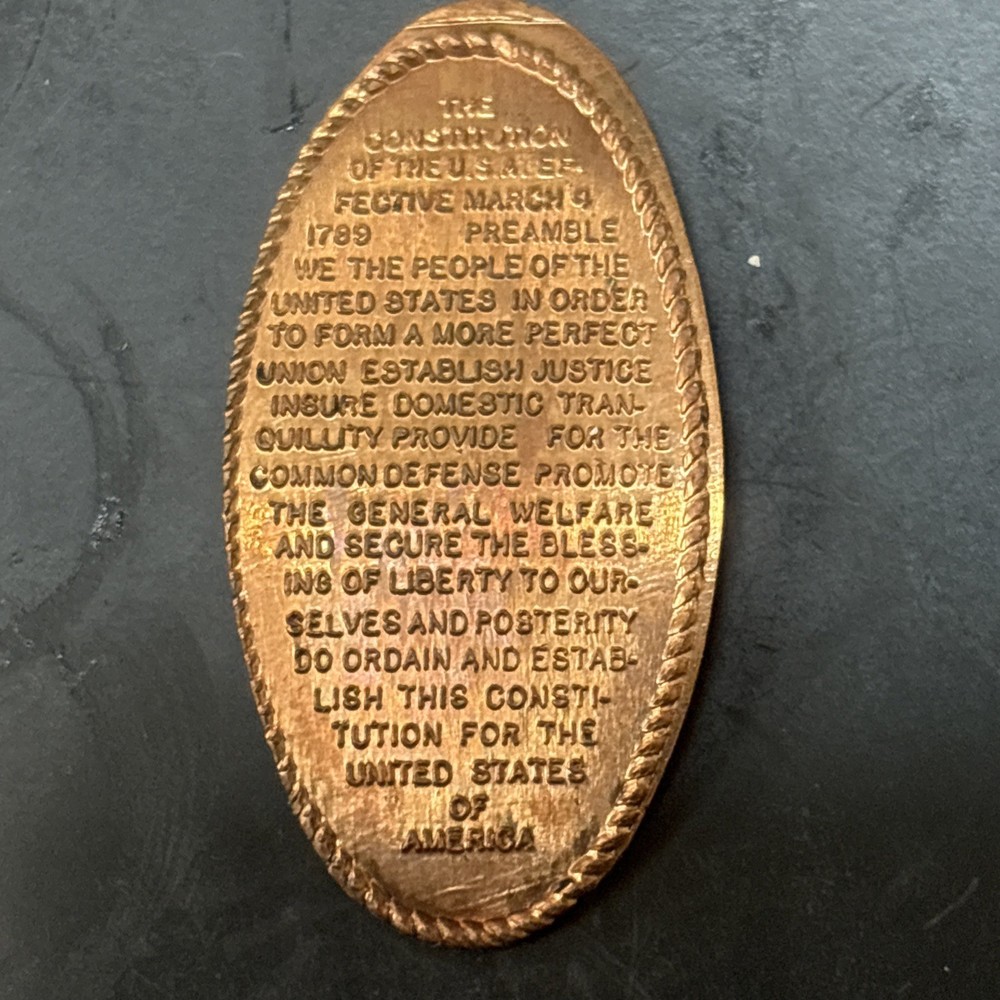 THE
CONSTITUTION
OF THE U.S.A. EF-
FECTIVE MARCH 4
1789 PREAMBLE
WE THE PEOPLE OF THE
UNITED STATES IN ORDER
TO FORM A MORE PERFECT
UNION ESTABLISH JUSTICE
INSURE DOMESTIC TRAN-
QUILLITY PROVIDE FOR THE
COMMON DEFENSE PROMOTE
THE GENERAL WELFARE
AND SECURE THE BLESS-
ING OF LIBERTY TO OUR-
SELVES AND POSTERITY
DO ORDAIN AND ESTAB-
LISH THIS CONSTI-
TUTION FOR THE
UNITED STATES
OF
AMERICA